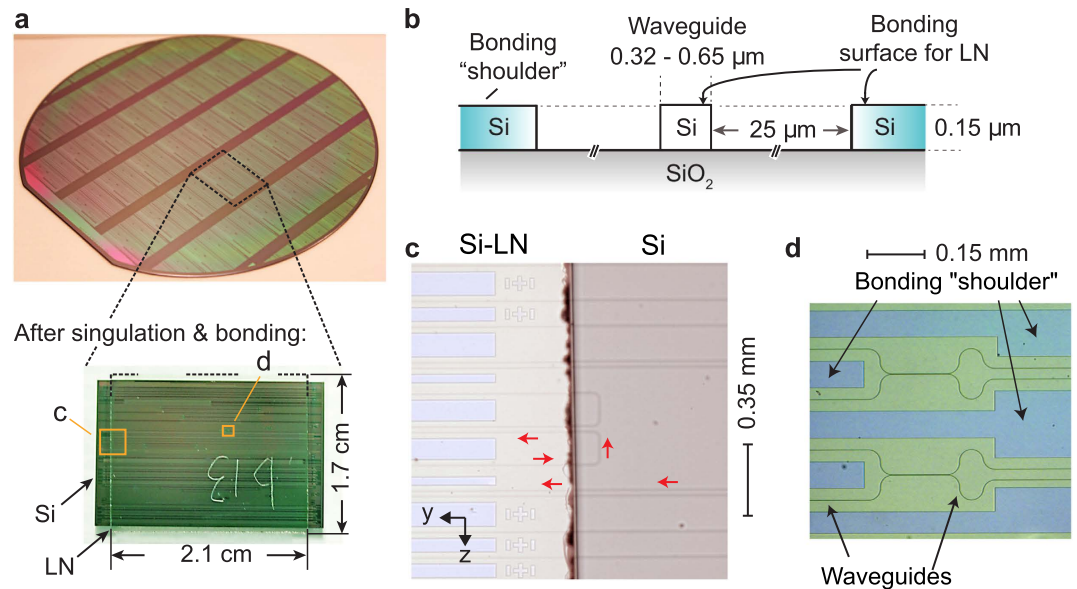 a
After singulation & bonding:
d
c
Si
LN
b13
1.7 cm
2.1 cm
b
Bonding
"shoulder"
Waveguide
0.32 - 0.65 µm
Bonding
surface for LN
Si
Si
25 µm
Si
0.15 µm
SiO₂
c
Si-LN
Si
y
z
0.35 mm
d
0.15 mm
Bonding "shoulder"
Waveguides